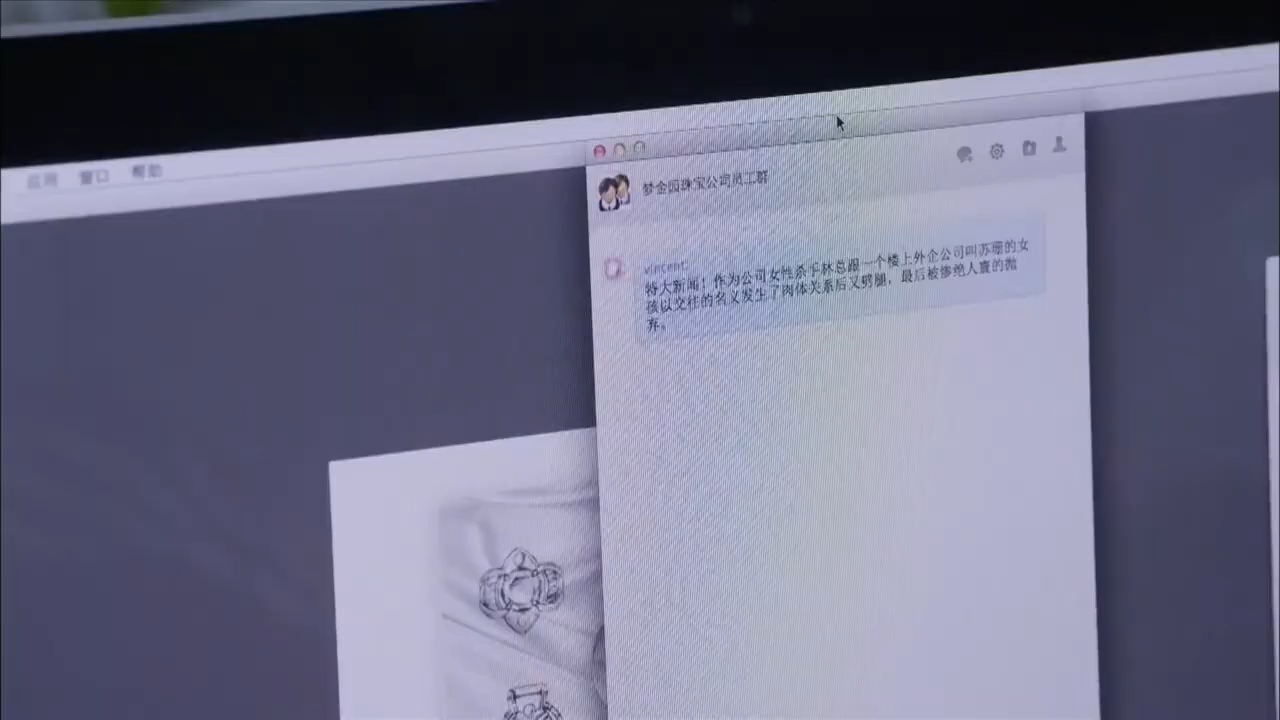 应用 窗口 帮助
梦金园珠宝公司员工群
vincent:
特大新闻！作为公司女性杀手林总跟一个楼上外企公司叫苏珊的女
孩以交往的名义发生了肉体关系后又劈腿，最后被惨绝人寰的抛
弃。